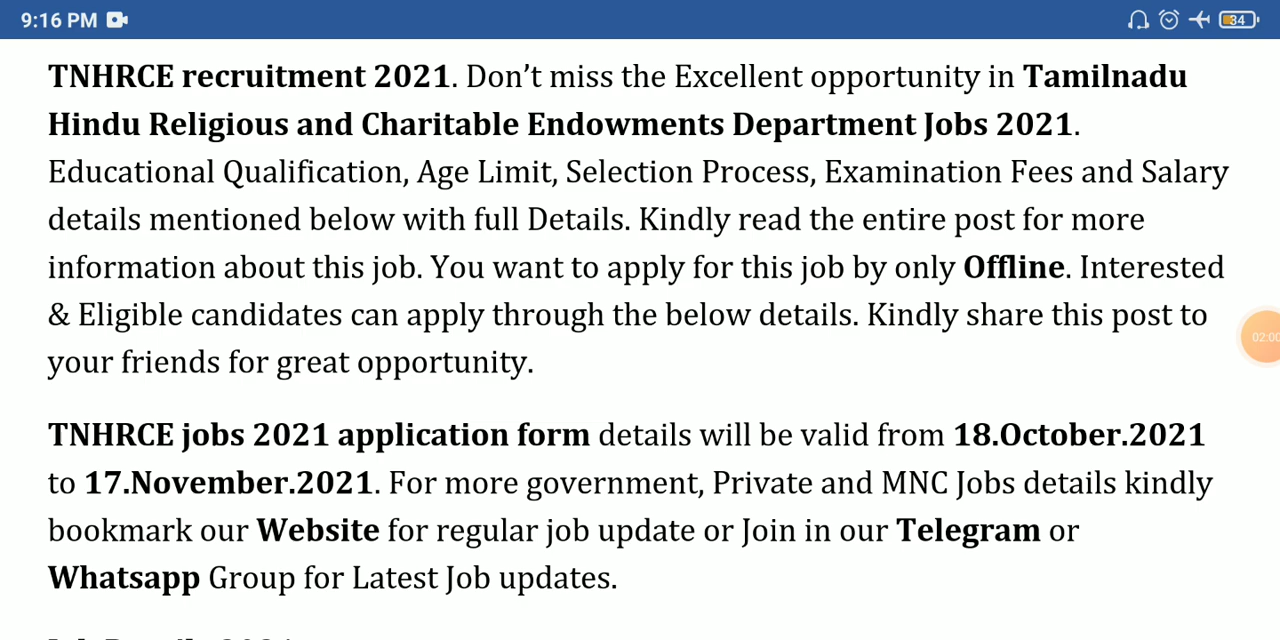 9:16 PM
34
TNHRCE recruitment 2021. Don’t miss the Excellent opportunity in Tamilnadu
Hindu Religious and Charitable Endowments Department Jobs 2021.
Educational Qualification, Age Limit, Selection Process, Examination Fees and Salary
details mentioned below with full Details. Kindly read the entire post for more
information about this job. You want to apply for this job by only Offline. Interested
& Eligible candidates can apply through the below details. Kindly share this post to
02:00
your friends for great opportunity.
TNHRCE jobs 2021 application form details will be valid from 18.October.2021
to 17.November.2021. For more government, Private and MNC Jobs details kindly
bookmark our Website for regular job update or Join in our Telegram or
Whatsapp Group for Latest Job updates.